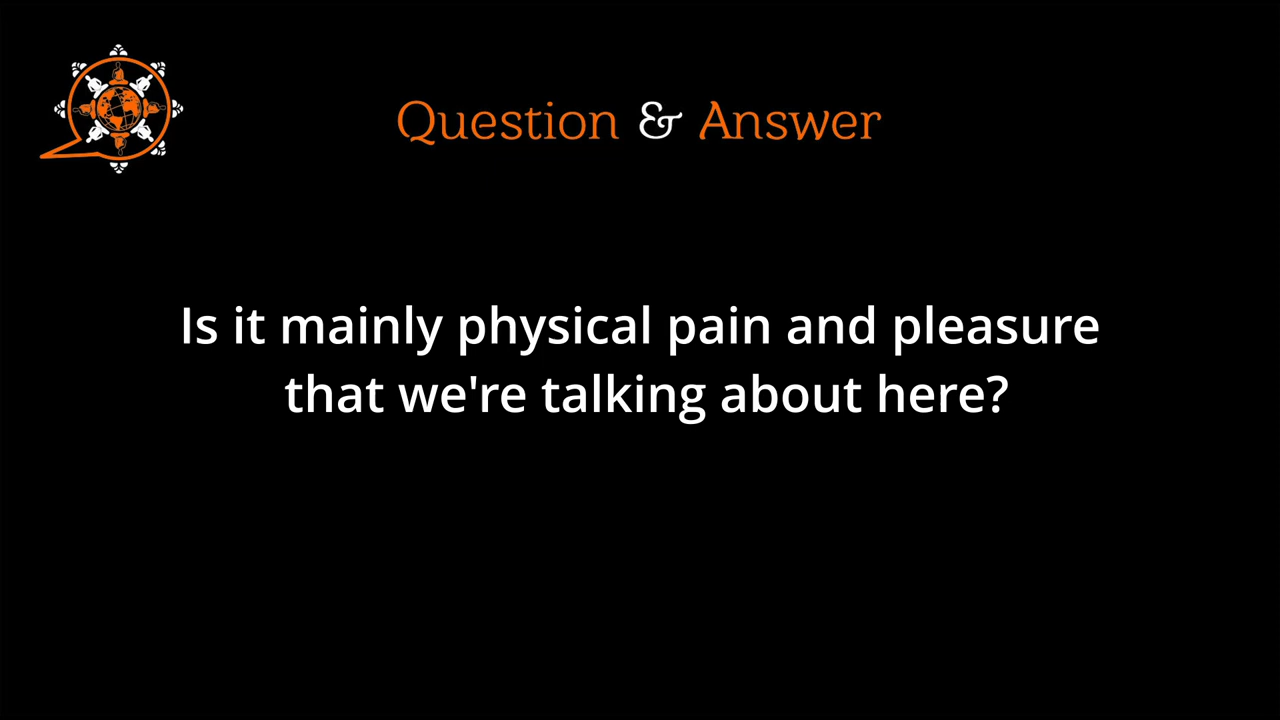 Question & Answer
Is it mainly physical pain and pleasure
that we're talking about here?